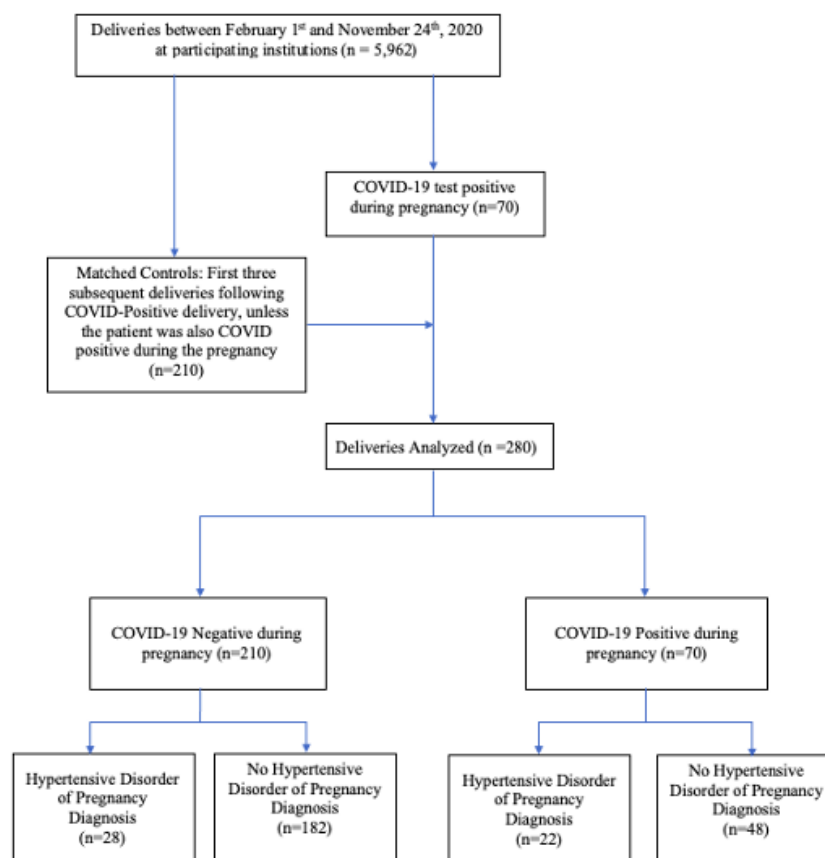 Deliveries between February 1st and November 24th, 2020
at participating institutions (n = 5,962)
COVID-19 test positive
during pregnancy (n=70)
Matched Controls: First three
subsequent deliveries following
COVID-Positive delivery, unless
the patient was also COVID
positive during the pregnancy
(n=210)
Deliveries Analyzed (n =280)
COVID-19 Negative during
pregnancy (n=210)
COVID-19 Positive during
pregnancy (n=70)
Hypertensive Disorder
of Pregnancy
Diagnosis
(n=28)
No Hypertensive
Disorder of Pregnancy
Diagnosis
(n=182)
Hypertensive Disorder
of Pregnancy
Diagnosis
(n=22)
No Hypertensive
Disorder of Pregnancy
Diagnosis
(n=48)